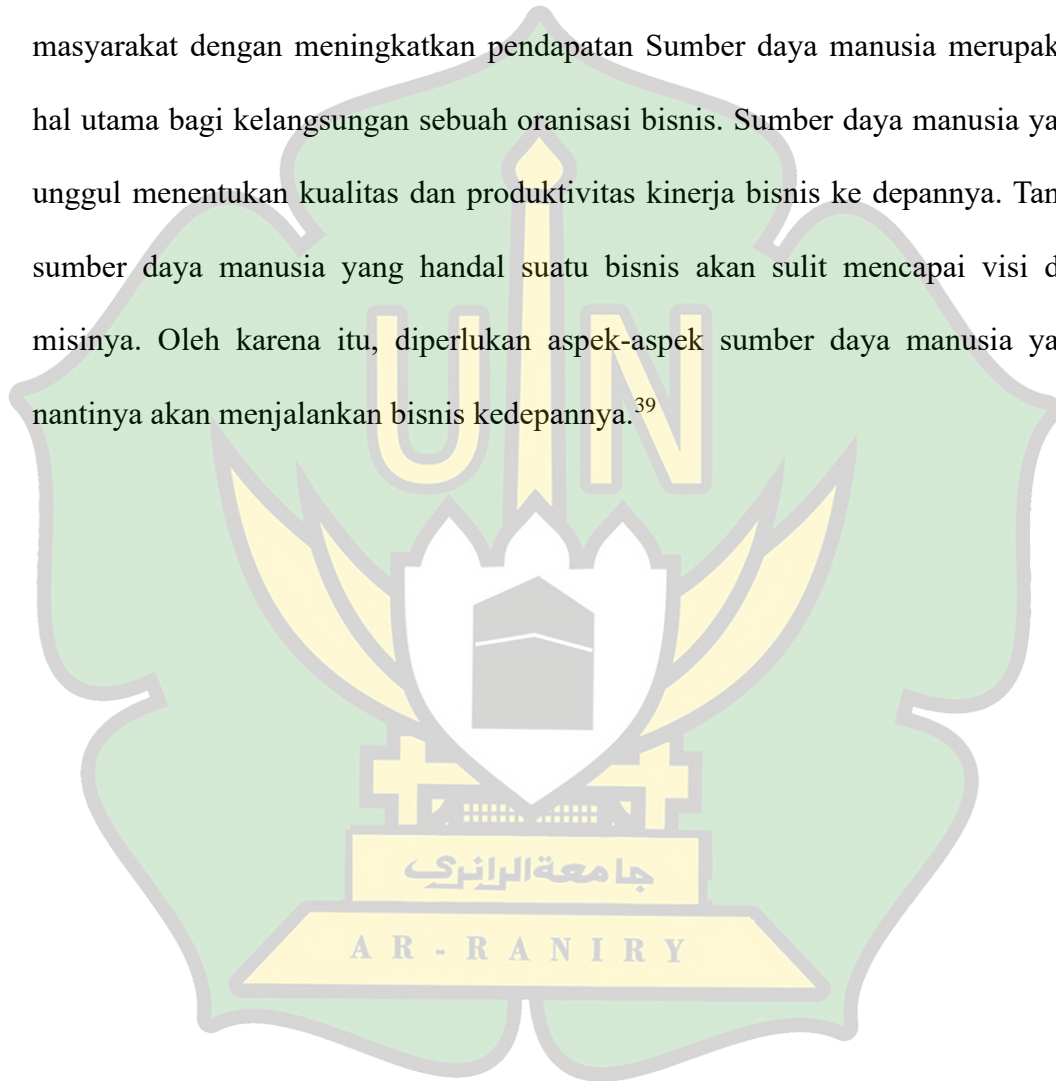 masyarakat dengan meningkatkan pendapatan Sumber daya manusia merupak
hal utama bagi kelangsungan sebuah oranisasi bisnis. Sumber daya manusia ya
unggul menentukan kualitas dan produktivitas kinerja bisnis ke depannya. Tan
sumber daya manusia yang handal suatu bisnis akan sulit mencapai visi d
misinya. Oleh karena itu, diperlukan aspek-aspek sumber daya manusia ya
nantinya akan menjalankan bisnis kedepannya.39
UIN
جامعة الرانري
AR-RANIRY